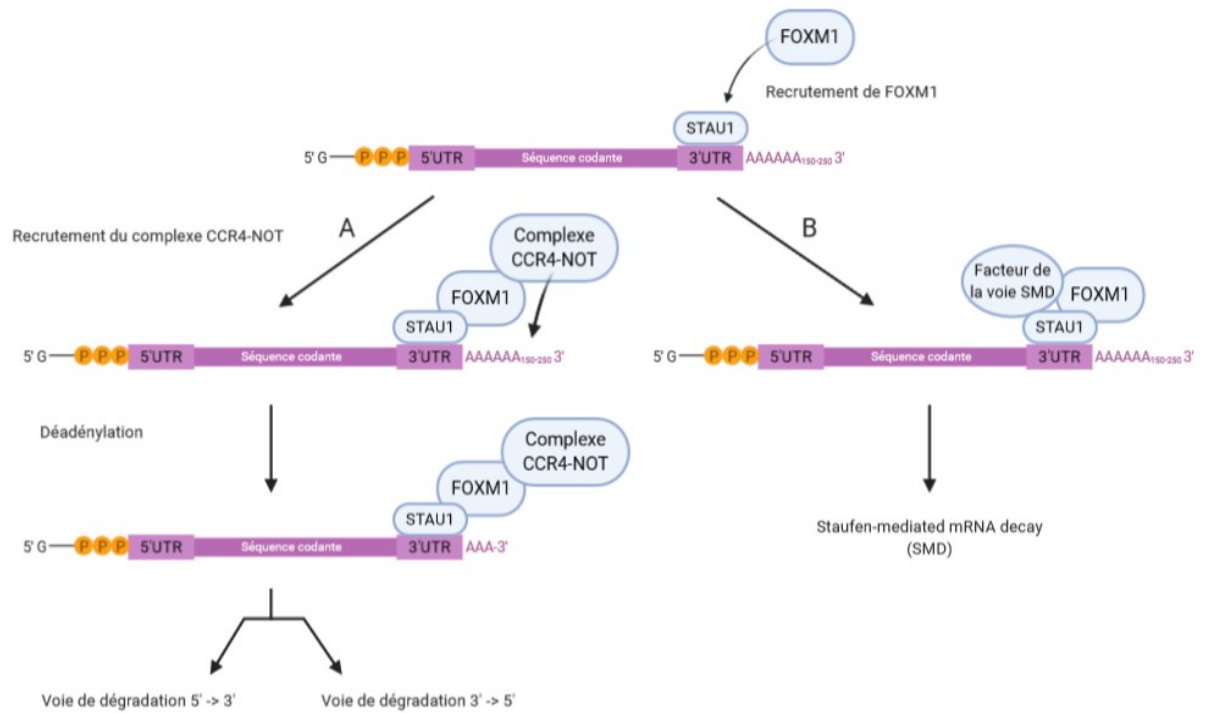 FOXM1
Recrutement de FOXM1
STAU1
5' G PPP 5'UTR Séquence codante 3'UTR AAAAAA150-250 3'
A
B
Recrutement du complexe CCR4-NOT
Complexe
CCR4-NOT
FOXM1
STAU1
5' G PPP 5'UTR Séquence codante 3'UTR AAAAAA150-250 3'
Facteur de
la voie SMD
FOXM1
STAU1
5' G PPP 5'UTR Séquence codante 3'UTR AAAAAA150-250 3'
Déadénylation
Complexe
CCR4-NOT
FOXM1
STAU1
5' G PPP 5'UTR Séquence codante 3'UTR AAA-3'
Staufen-mediated mRNA decay
(SMD)
Voie de dégradation 5' -> 3'
Voie de dégradation 3' -> 5'